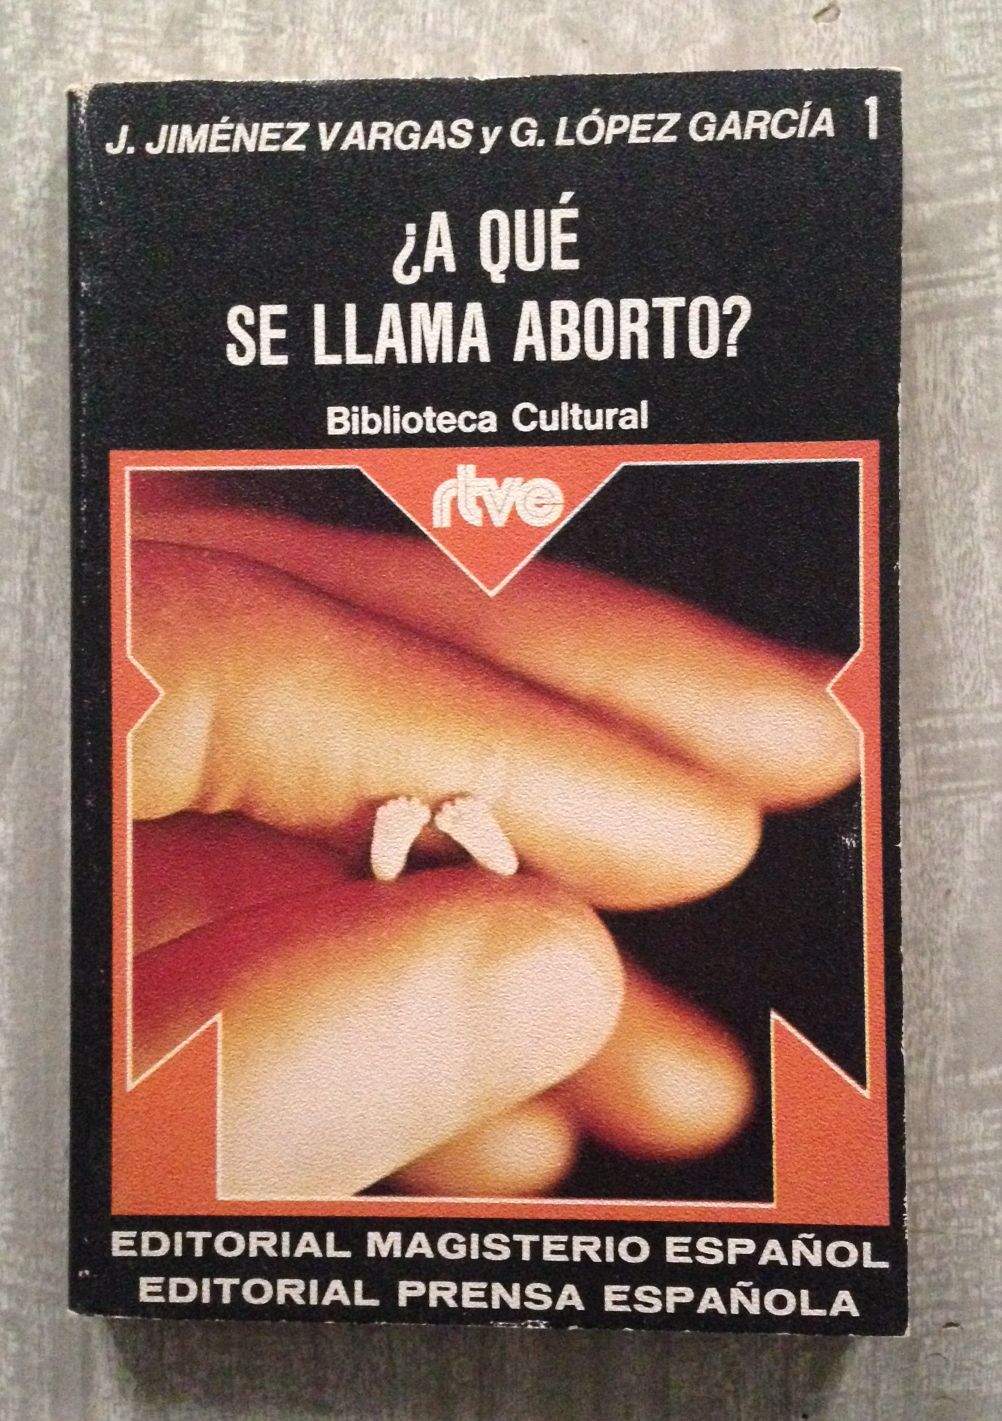 J. JIMÉNEZ VARGAS y G. LÓPEZ GARCÍA 1
¿A QUÉ
SE LLAMA ABORTO?
Biblioteca Cultural
rtve
EDITORIAL MAGISTERIO ESPAÑOL
EDITORIAL PRENSA ESPAÑOLA